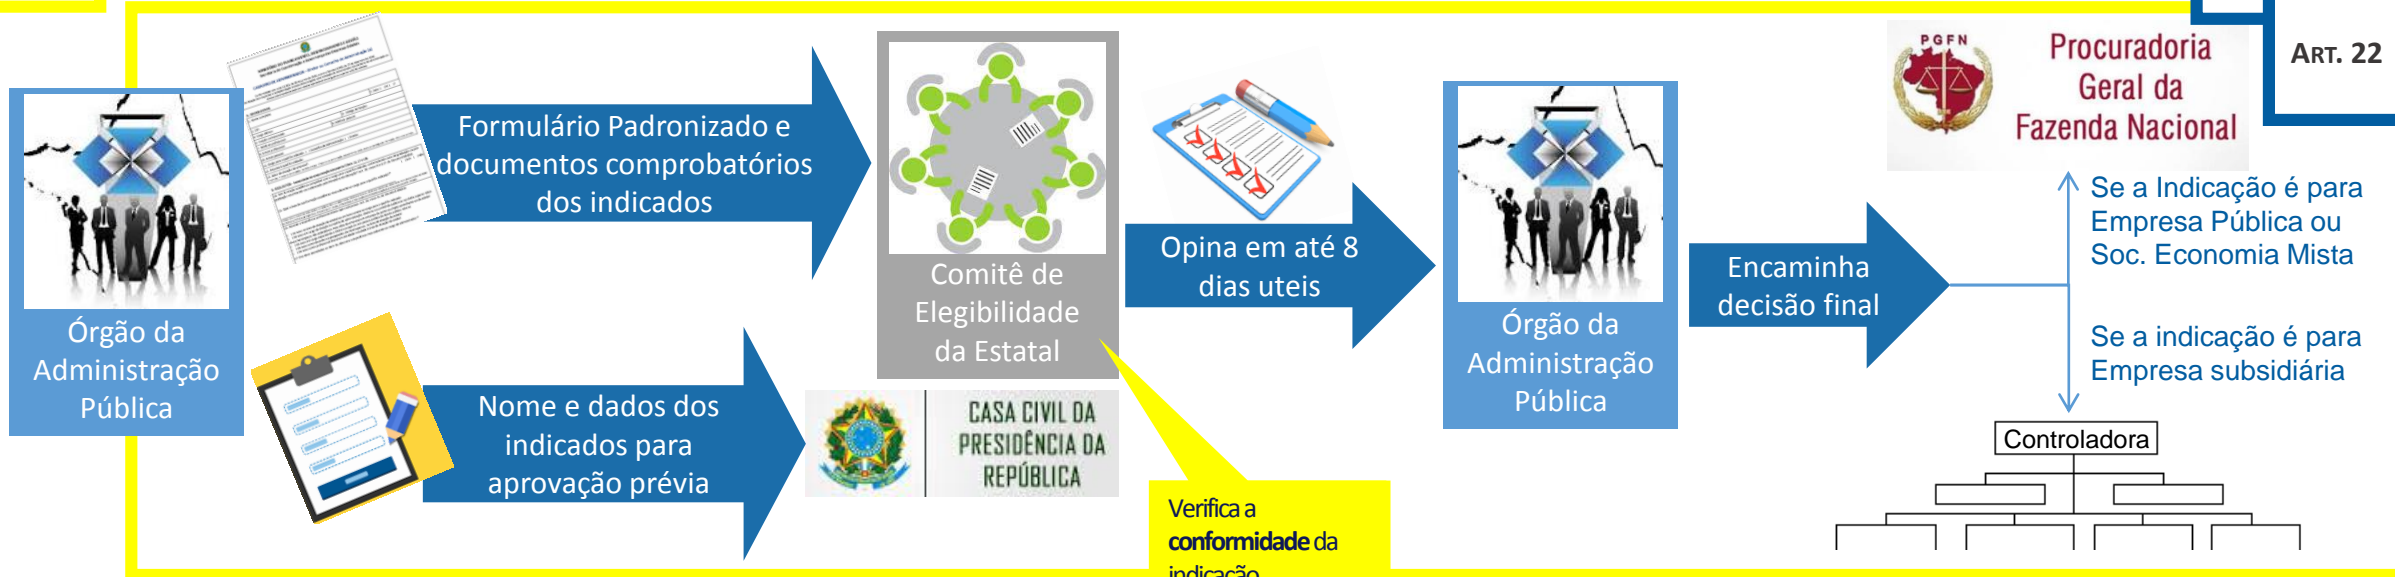 ART. 22
Órgão da
Administração
Pública
Formulário Padronizado e
documentos comprobatórios
dos indicados
Nome e dados dos
indicados para
aprovação prévia
Comitê de
Elegibilidade
da Estatal
CASA CIVIL DA
PRESIDÊNCIA DA
REPÚBLICA
Verifica a
conformidade da
indicação
Opina em até 8
dias uteis
Órgão da
Administração
Pública
Encaminha
decisão final
PGFN
Procuradoria
Geral da
Fazenda Nacional
Se a Indicação é para
Empresa Pública ou
Soc. Economia Mista
Se a indicação é para
Empresa subsidiária
Controladora